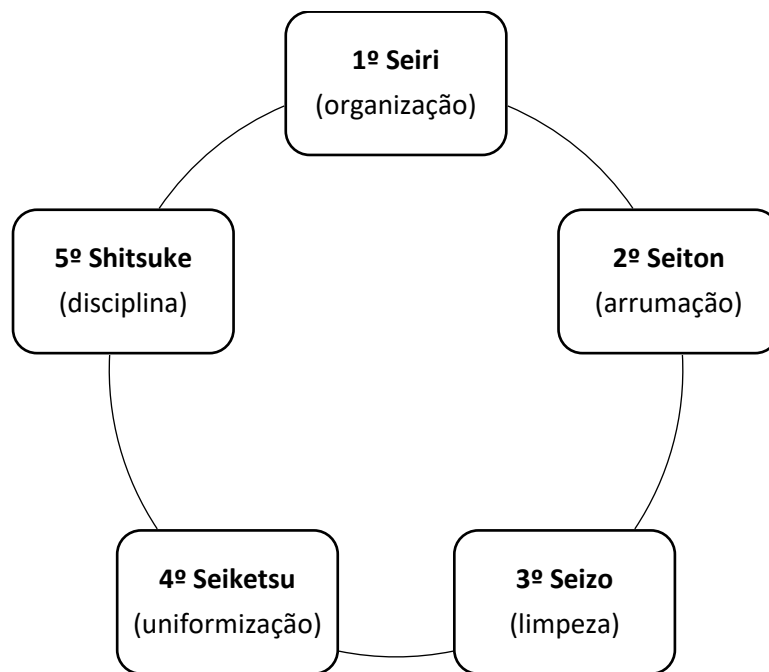 1º Seiri
(organização)
2º Seiton
(arrumação)
3º Seizo
(limpeza)
4º Seiketsu
(uniformização)
5º Shitsuke
(disciplina)